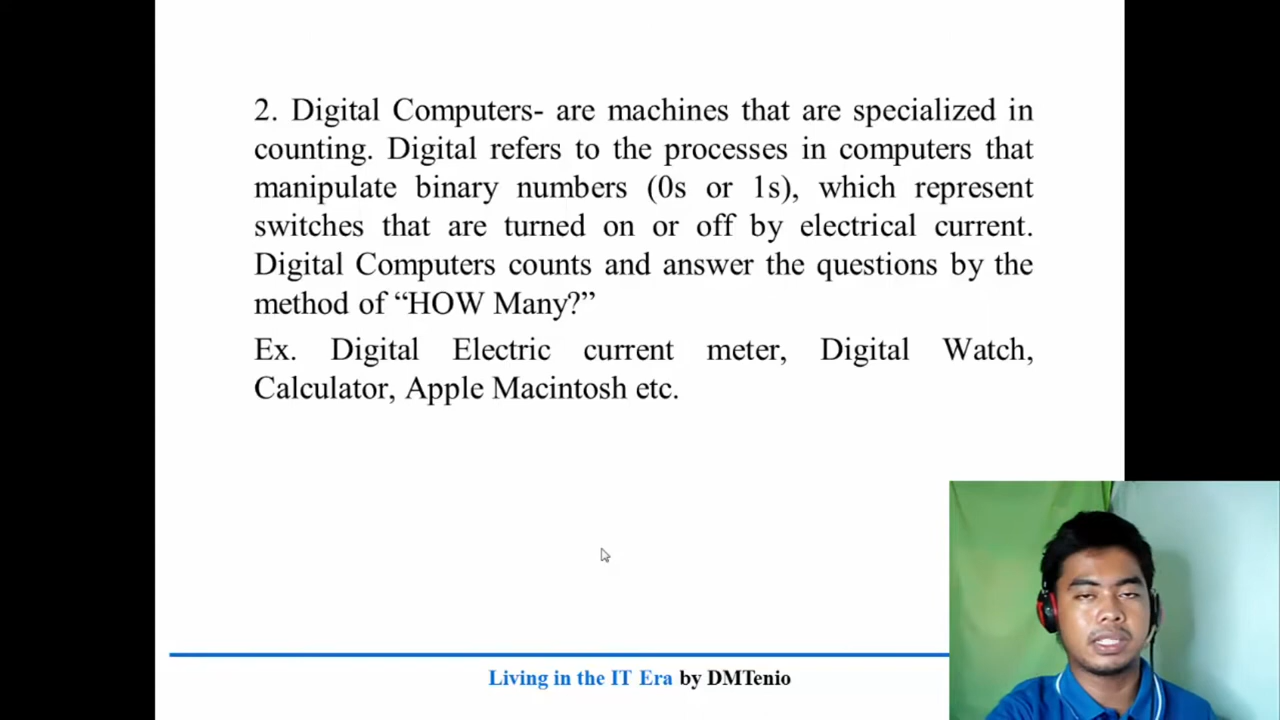 2. Digital Computers- are machines that are specialized in
counting. Digital refers to the processes in computers that
manipulate binary numbers (0s or 1s), which represent
switches that are turned on or off by electrical current.
Digital Computers counts and answer the questions by the
method of “HOW Many?”
Ex. Digital Electric current meter, Digital Watch,
Calculator, Apple Macintosh etc.
Living in the IT Era by DMTenio